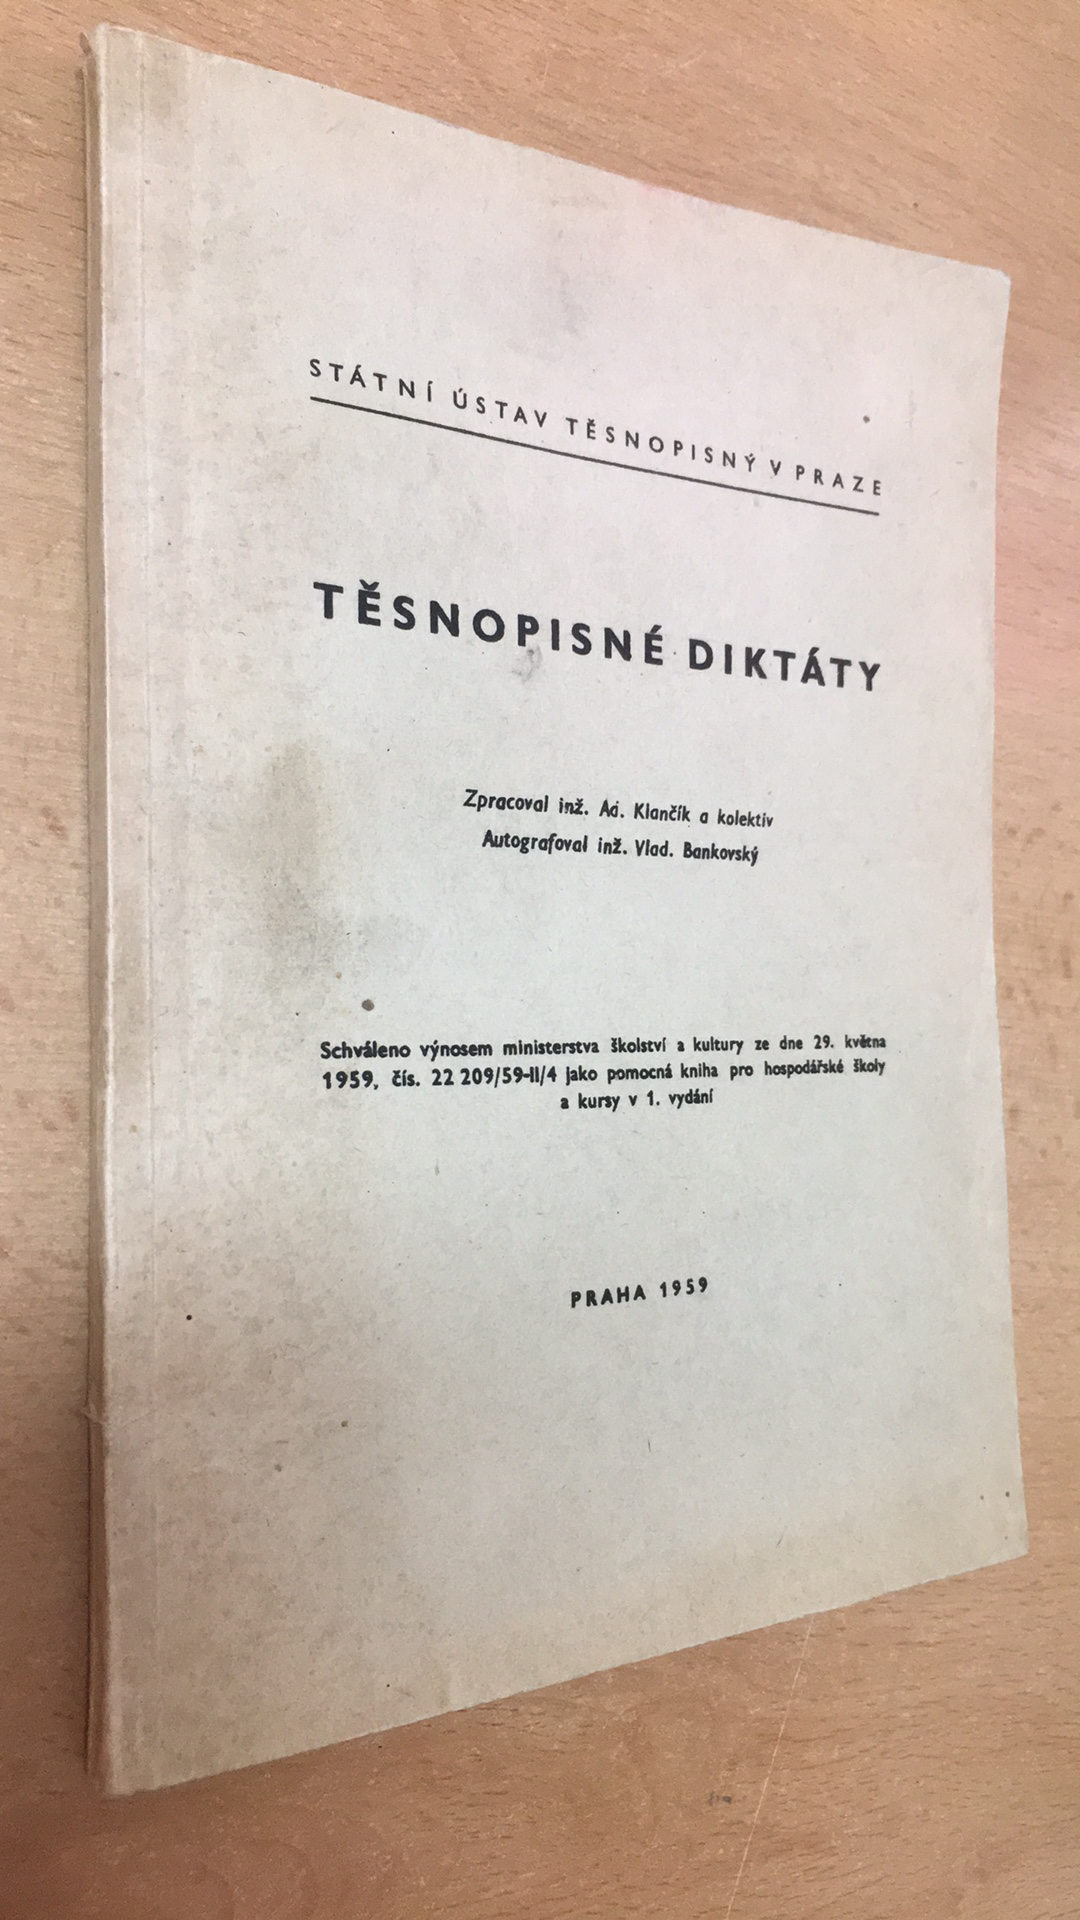 STÁTNÍ ÚSTAV TĚSNOPISNÝ V PRAZE
TĚSNOPISNÉ DIKTÁTY
Zpracoval inž. Ad. Klančík a kolektiv
Autografoval inž. Vlad. Bankovský
Schváleno výnosem ministerstva školství a kultury ze dne 29. května
1959, čís. 22 209/59-II/4 jako pomocná kniha pro hospodářské školy
a kursy v 1. vydání
PRAHA 1959